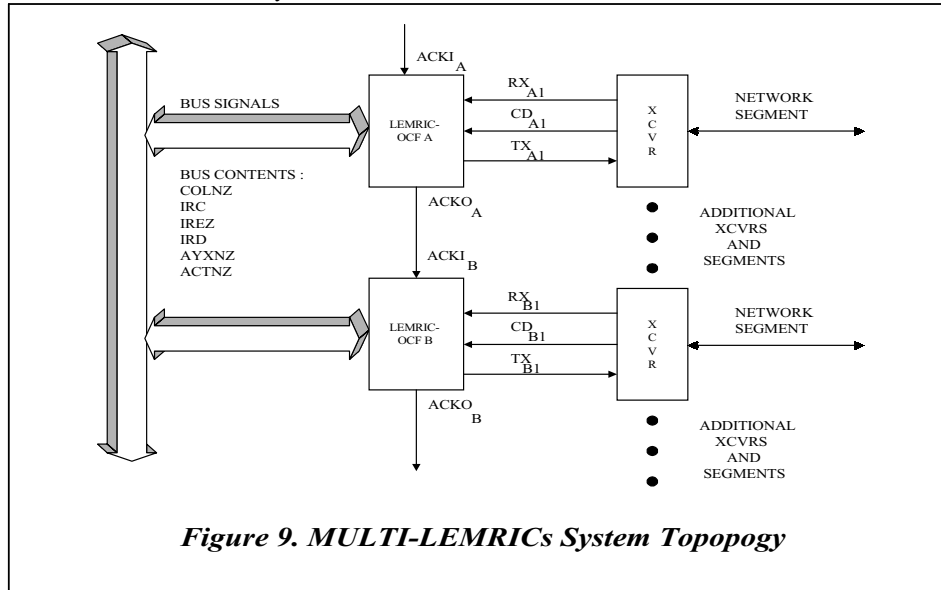 ACKI A
BUS SIGNALS
LEMRIC-
OCF A
RX A1
CD A1
TX A1
X
C
V
R
NETWORK
SEGMENT
BUS CONTENTS :
COLNZ
IRC
IREZ
IRD
AYXNZ
ACTNZ
ACKO A
ADDITIONAL
XCVRS
AND
SEGMENTS
ACKI B
LEMRIC-
OCF B
RX B1
CD B1
TX B1
X
C
V
R
NETWORK
SEGMENT
ACKO B
ADDITIONAL
XCVRS
AND
SEGMENTS
Figure 9. MULTI-LEMRICs System Topopogy